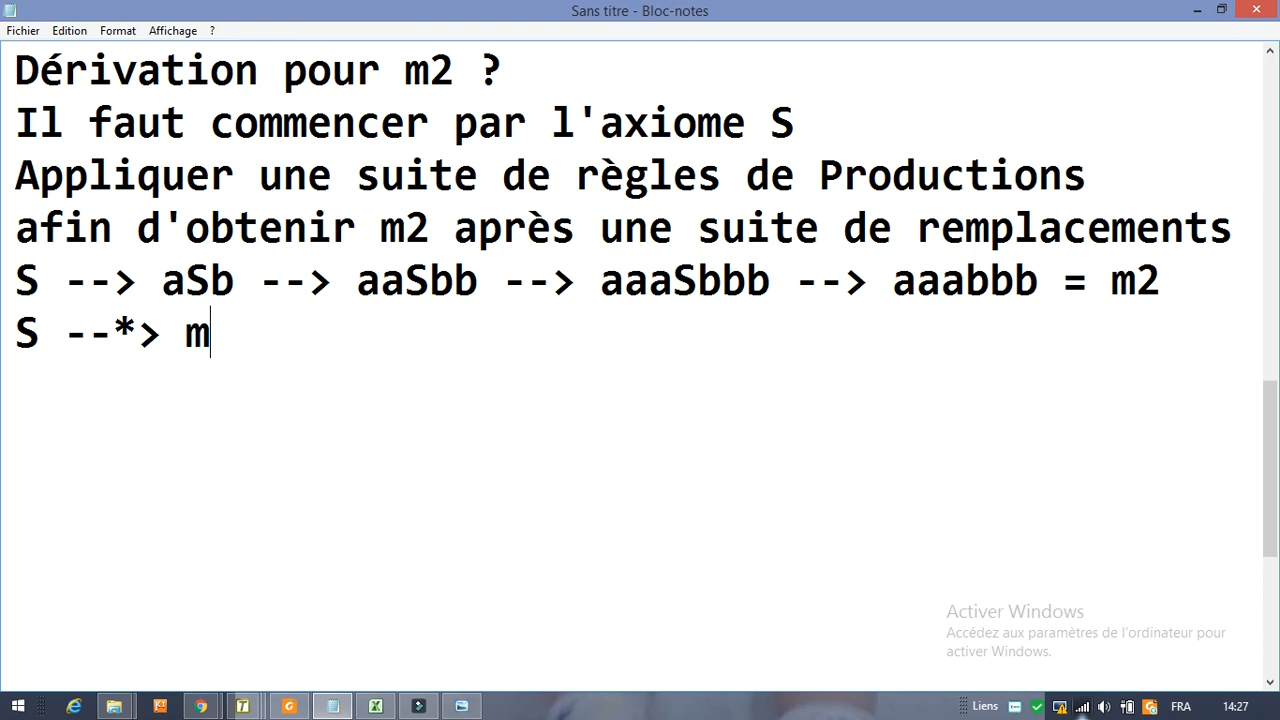 Sans titre - Bloc-notes
Fichier Edition Format Affichage ?
Dérivation pour m2 ?
Il faut commencer par l'axiome S
Appliquer une suite de règles de Productions
afin d'obtenir m2 après une suite de remplacements
S --> aSb --> aaSbb --> aaaSbbb --> aaabbb = m2
S --*> m
Activer Windows
Accédez aux paramètres de l'ordinateur pour
activer Windows.
Liens FRA 14:27